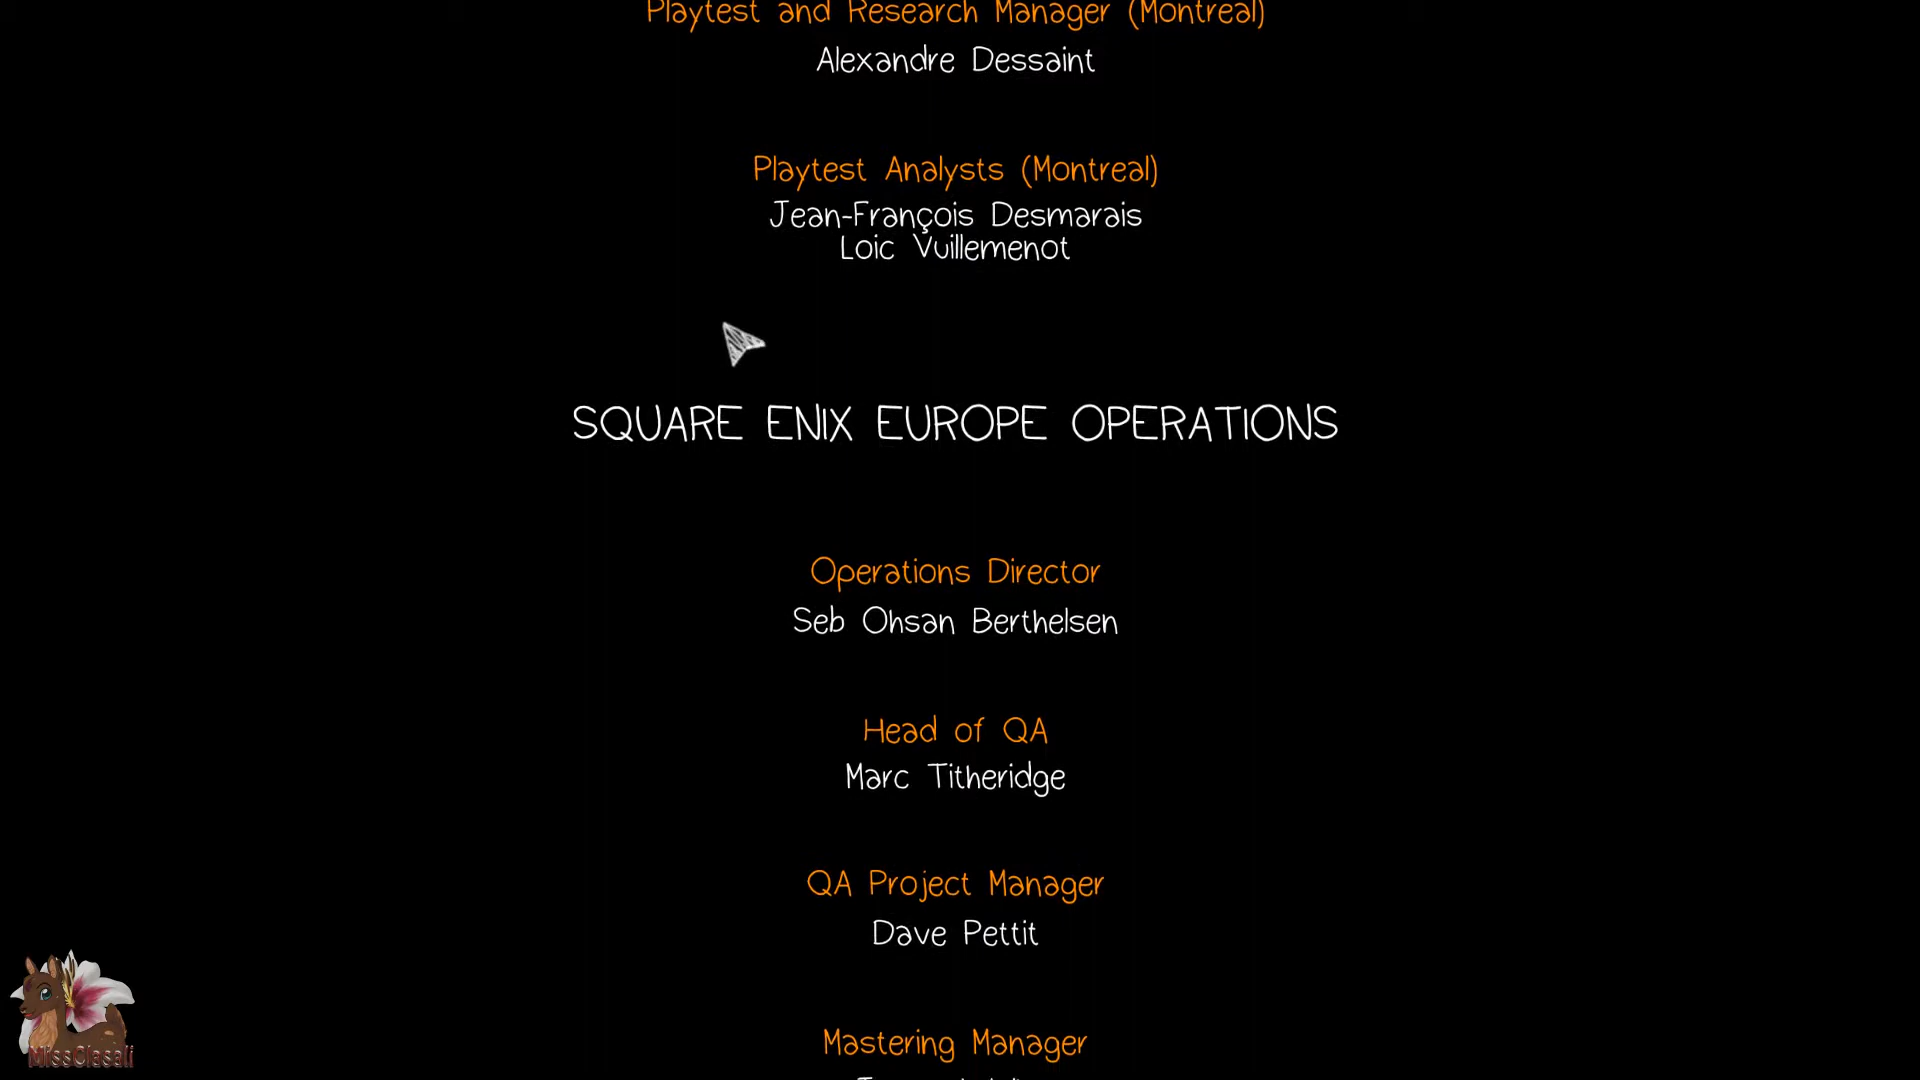 Playtest and Research Manager (Montreal)
Alexandre Dessaint
Playtest Analysts (Montreal)
Jean-François Desmarais
Loic Vuillemenot
SQUARE ENIX EUROPE OPERATIONS
Operations Director
Seb Ohsan Berthelsen
Head of QA
Marc Titheridge
QA Project Manager
Dave Pettit
Mastering Manager